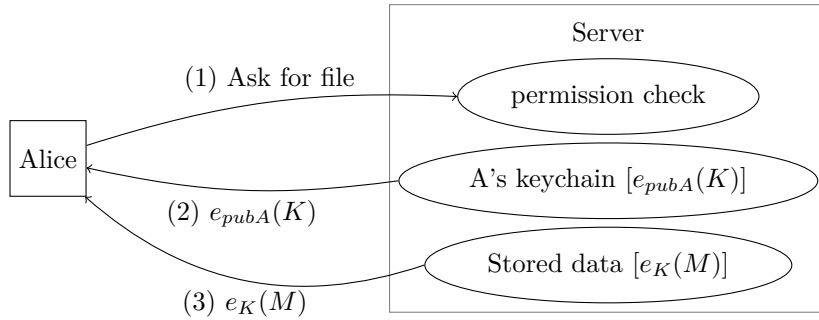 Server
(1) Ask for file
permission check
Alice
A's keychain [e_{pubA}(K)]
(2) e_{pubA}(K)
Stored data [e_K(M)]
(3) e_K(M)